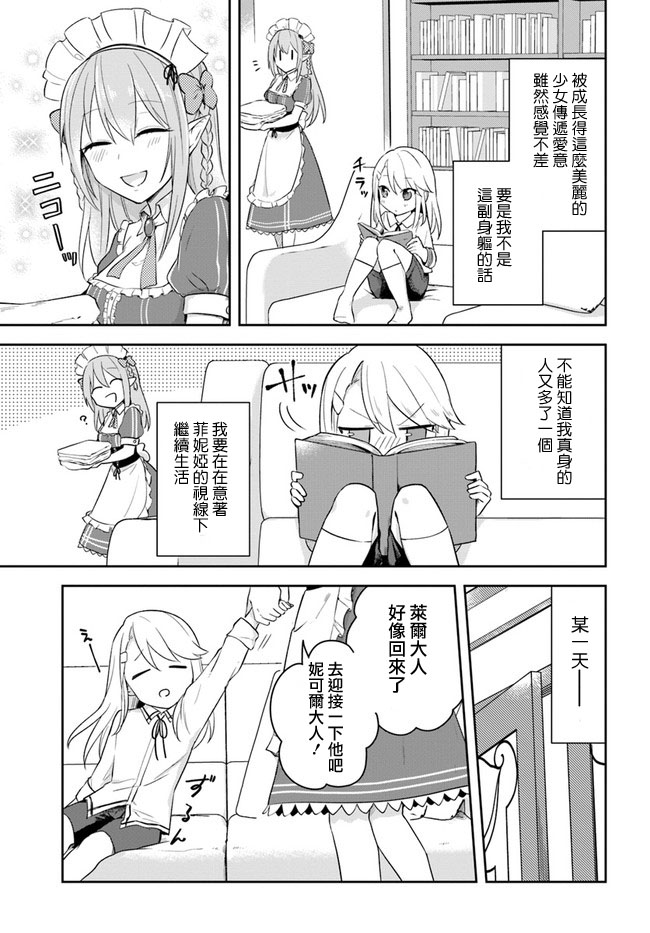 被成長得這麼美麗的
少女傳遞愛意
雖然感覺不差
要是我不是
這副身軀的話
チラッ
ニコーッ
不能知道我真身的
人又多了一個
サッ
?
我要在在意著
菲妮婭的視線下
繼續生活
某一天——
萊爾大人
好像回來了
去迎接一下他吧
妮可爾大人!
えー
ずるん